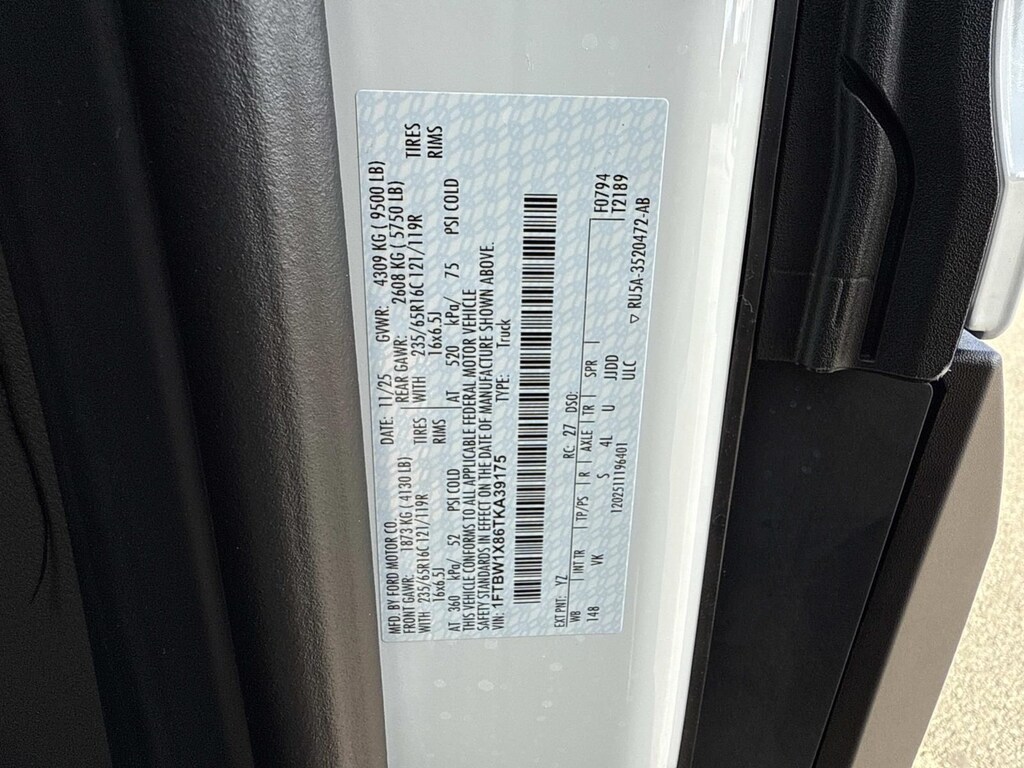 MFD. BY FORD MOTOR CO. DATE: 11/25 GVWR: 4309 KG ( 9500 LB)
FRONT GAWR: 1873 KG ( 4130 LB) REAR GAWR: 2608 KG ( 5750 LB)
WITH 235/65R16C 121/119R TIRES WITH 235/65R16C 121/119R TIRES
16x6.5J RIMS 16x6.5J RIMS
AT 360 kPa/ 52 PSI COLD AT 520 kPa/ 75 PSI COLD
THIS VEHICLE CONFORMS TO ALL APPLICABLE FEDERAL MOTOR VEHICLE
SAFETY STANDARDS IN EFFECT ON THE DATE OF MANUFACTURE SHOWN ABOVE.
VIN: 1FTBW1X86TKA39175 TYPE: Truck
EXT PNT: YZ RC: 27 DSO: F0794
WB INT TR TP/PS R AXLE TR SPR T2189
148 VK S 4L U JJDD
1202511196401 ULC
▽ RU5A-3520472-AB